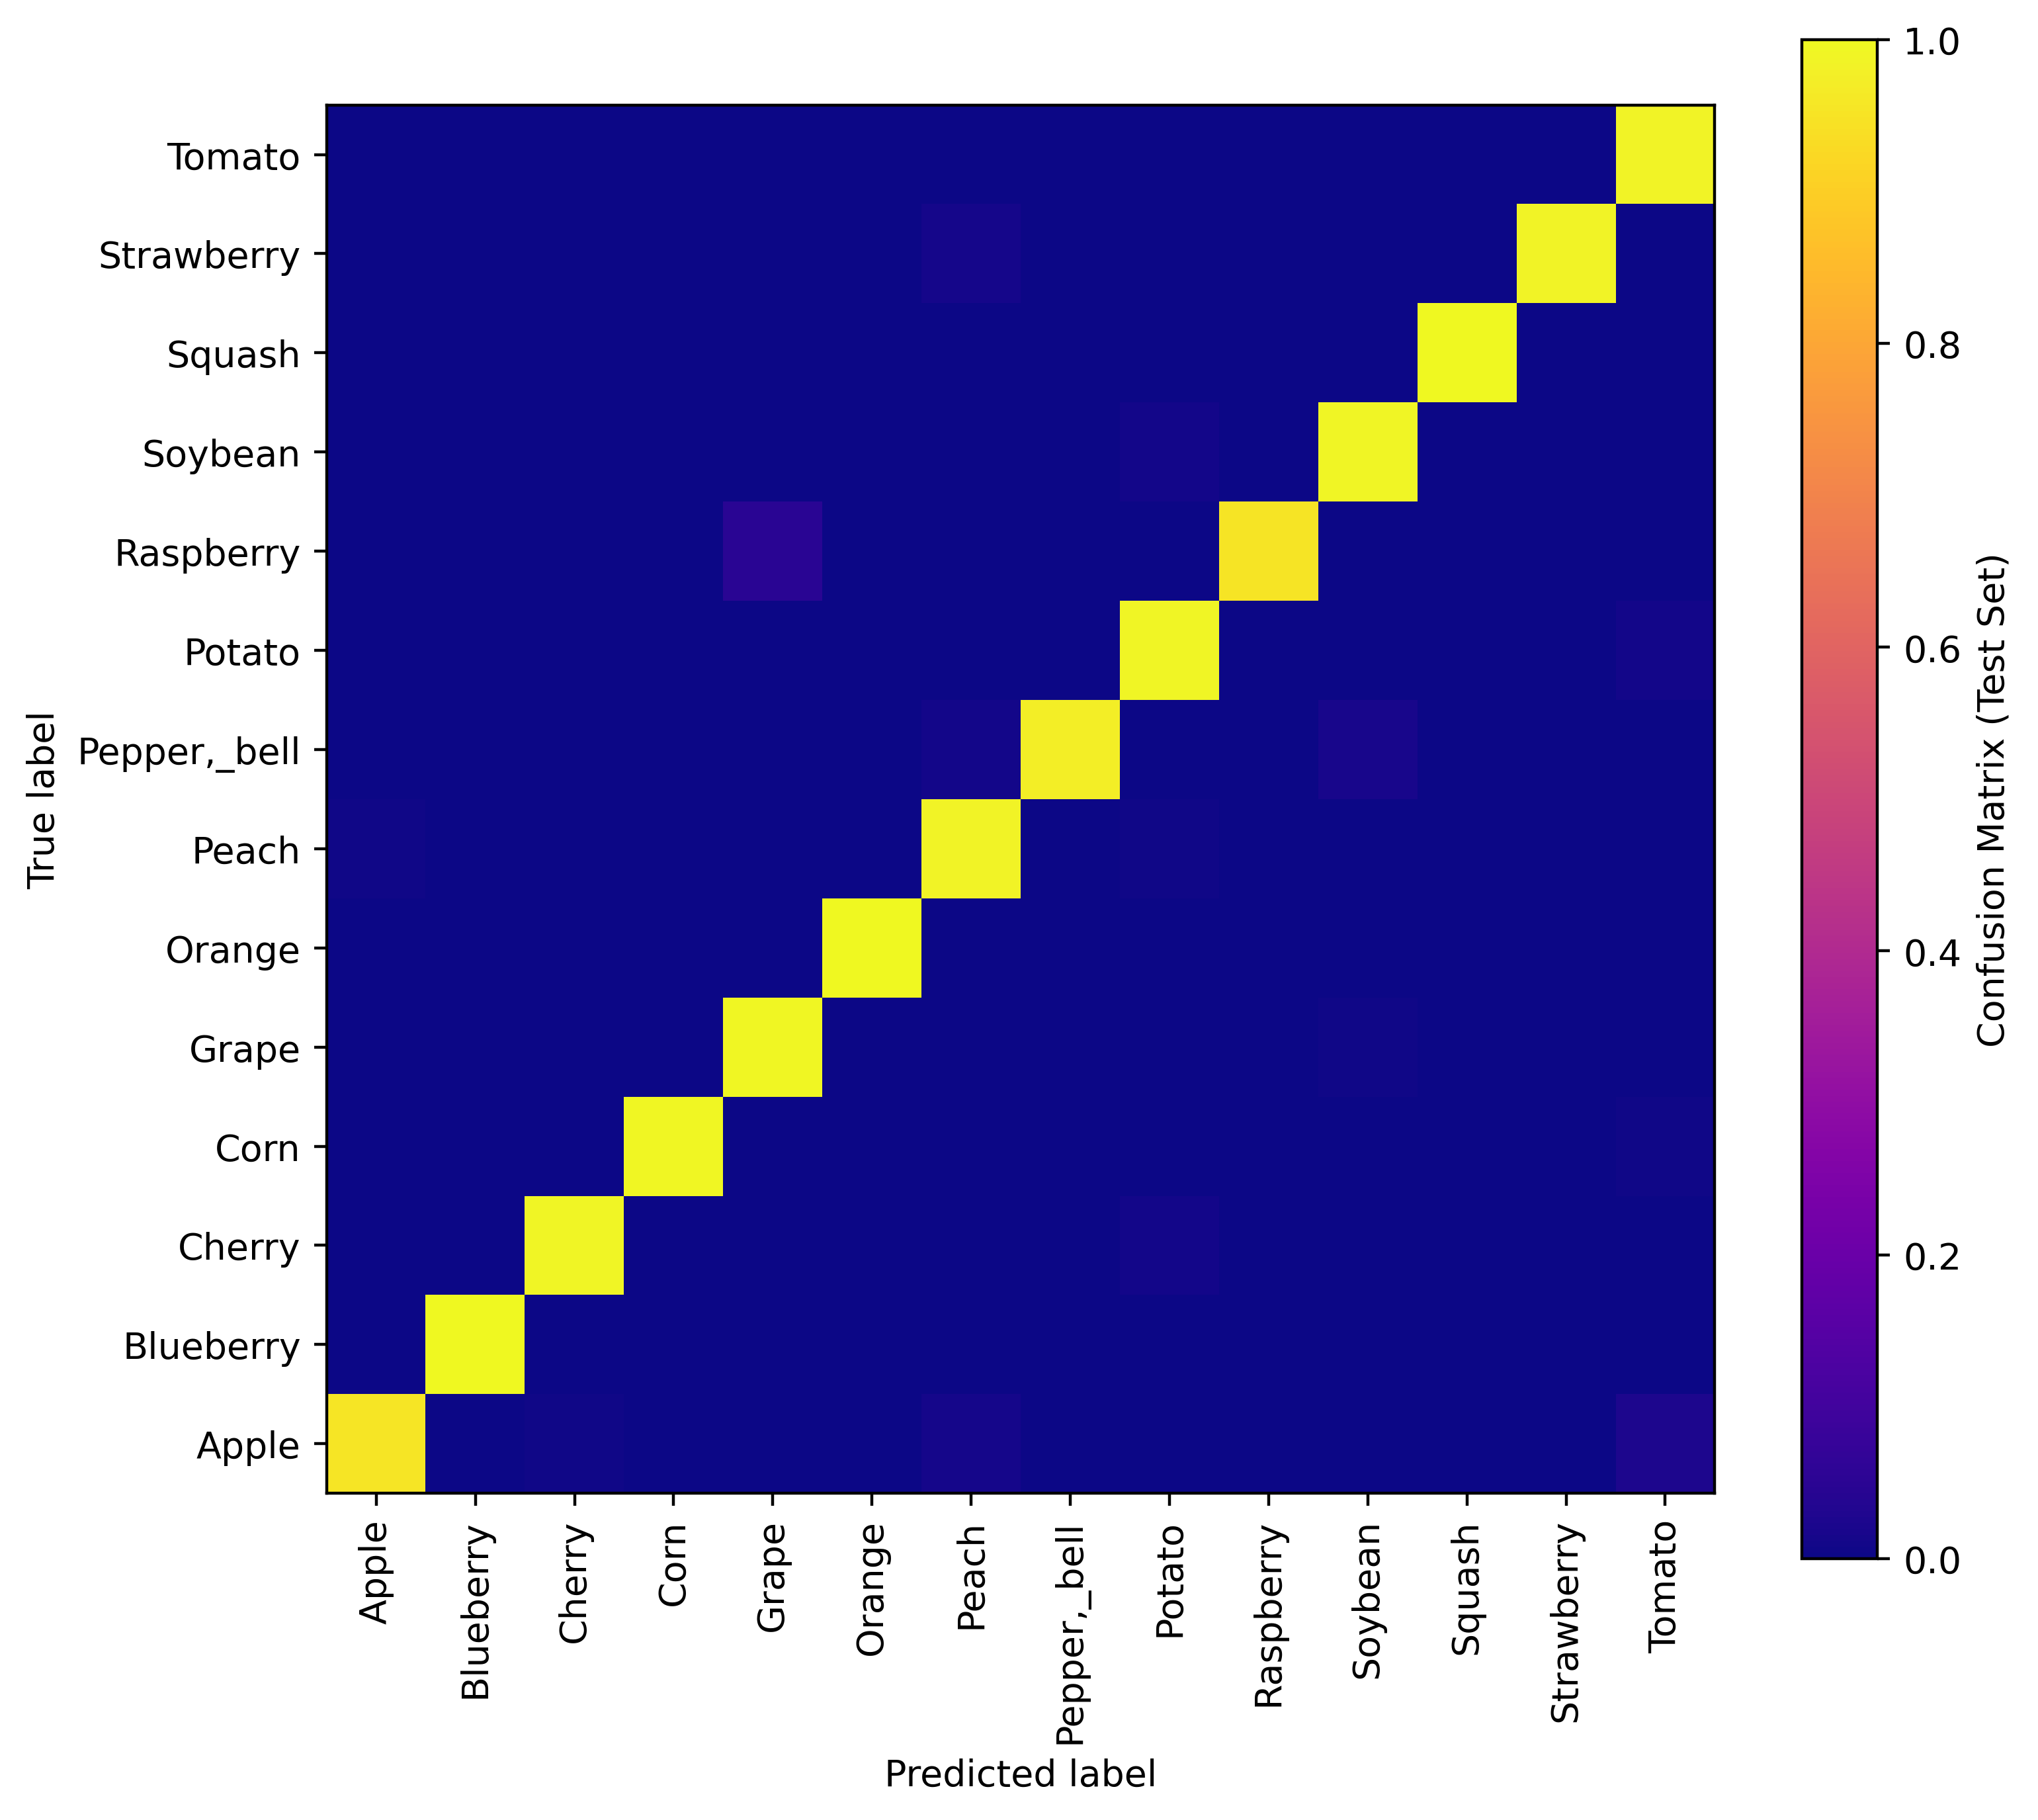 Tomato
Strawberry
Squash
Soybean
Raspberry
Potato
Pepper,_bell
Peach
Orange
Grape
Corn
Cherry
Blueberry
Apple
True label
Apple
Blueberry
Cherry
Corn
Grape
Orange
Peach
Pepper,_bell
Potato
Raspberry
Soybean
Squash
Strawberry
Tomato
Predicted label
1.0
0.8
0.6
0.4
0.2
0.0
Confusion Matrix (Test Set)